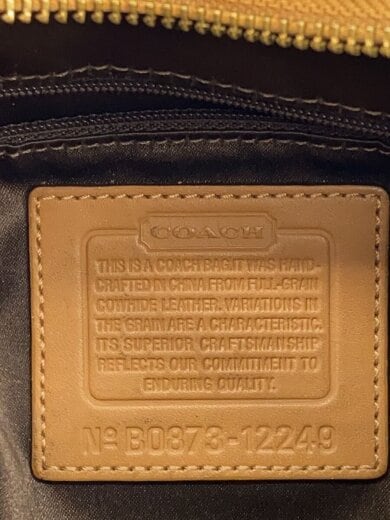 COACH
THIS IS A COACH BAG.IT WAS HAND-
CRAFTED IN CHINA FROM FULL-GRAIN
COWHIDE LEATHER. VARIATIONS IN
THE GRAIN ARE A CHARACTERISTIC.
ITS SUPERIOR CRAFTSMANSHIP
REFLECTS OUR COMMITMENT TO
ENDURING QUALITY.
Nº B0873-12249